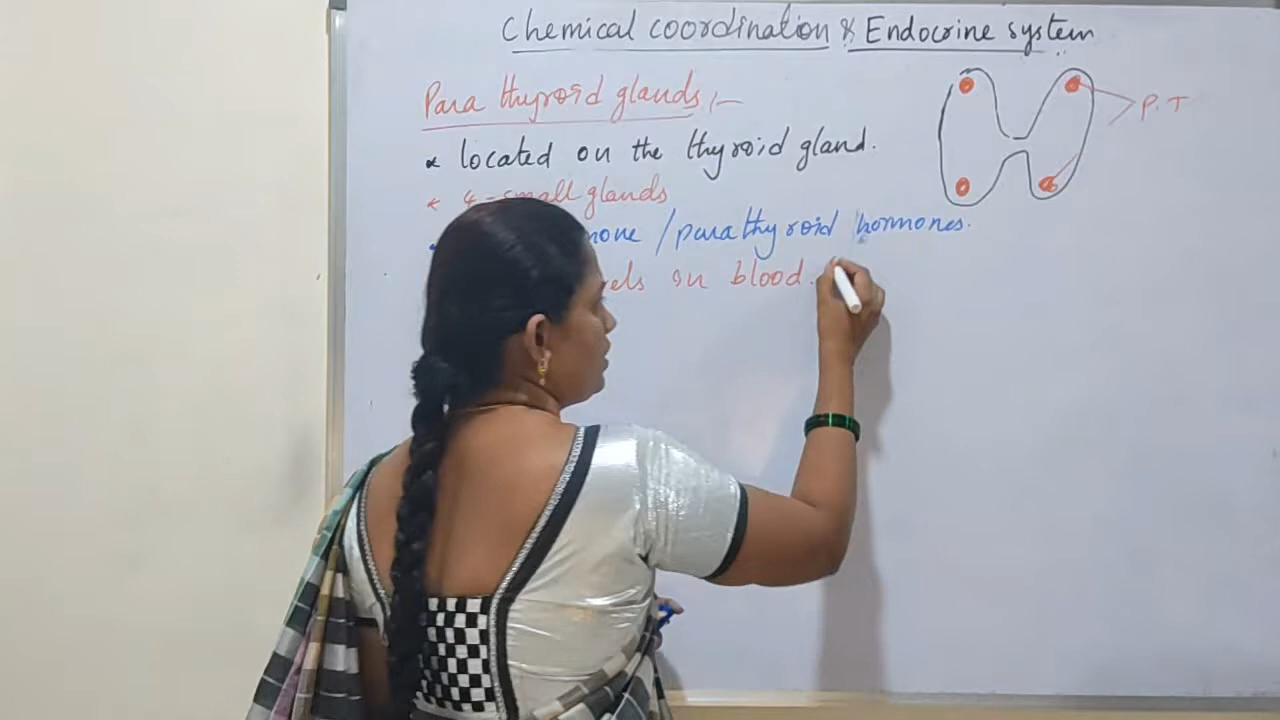 Chemical coordination & Endocrine system
Para thyroid glands :-
* located on the thyroid gland.
P.T
* 4-small glands
mone / parathyroid hormones.
vels in blood.